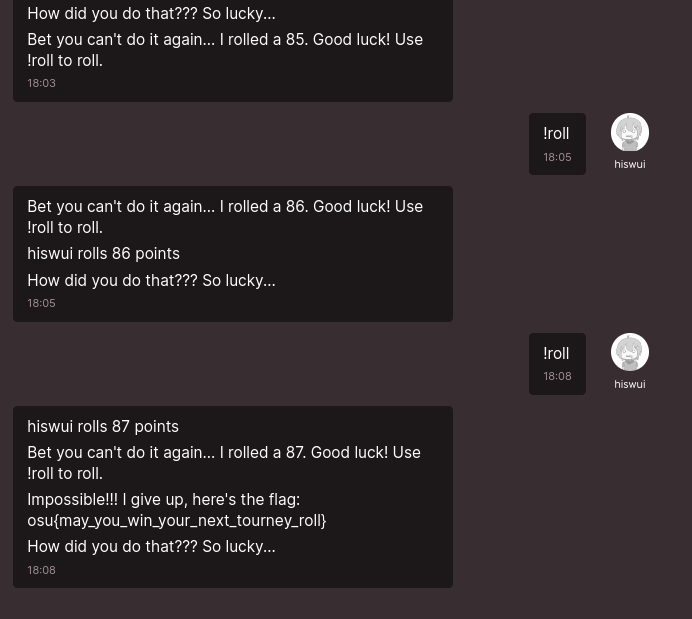 How did you do that??? So lucky...
Bet you can't do it again... I rolled a 85. Good luck! Use
!roll to roll.
18:03
!roll
18:05
hiswui
Bet you can't do it again... I rolled a 86. Good luck! Use
!roll to roll.
hiswui rolls 86 points
How did you do that??? So lucky...
18:05
!roll
18:08
hiswui
hiswui rolls 87 points
Bet you can't do it again... I rolled a 87. Good luck! Use
!roll to roll.
Impossible!!! I give up, here's the flag:
osu{may_you_win_your_next_tourney_roll}
How did you do that??? So lucky...
18:08